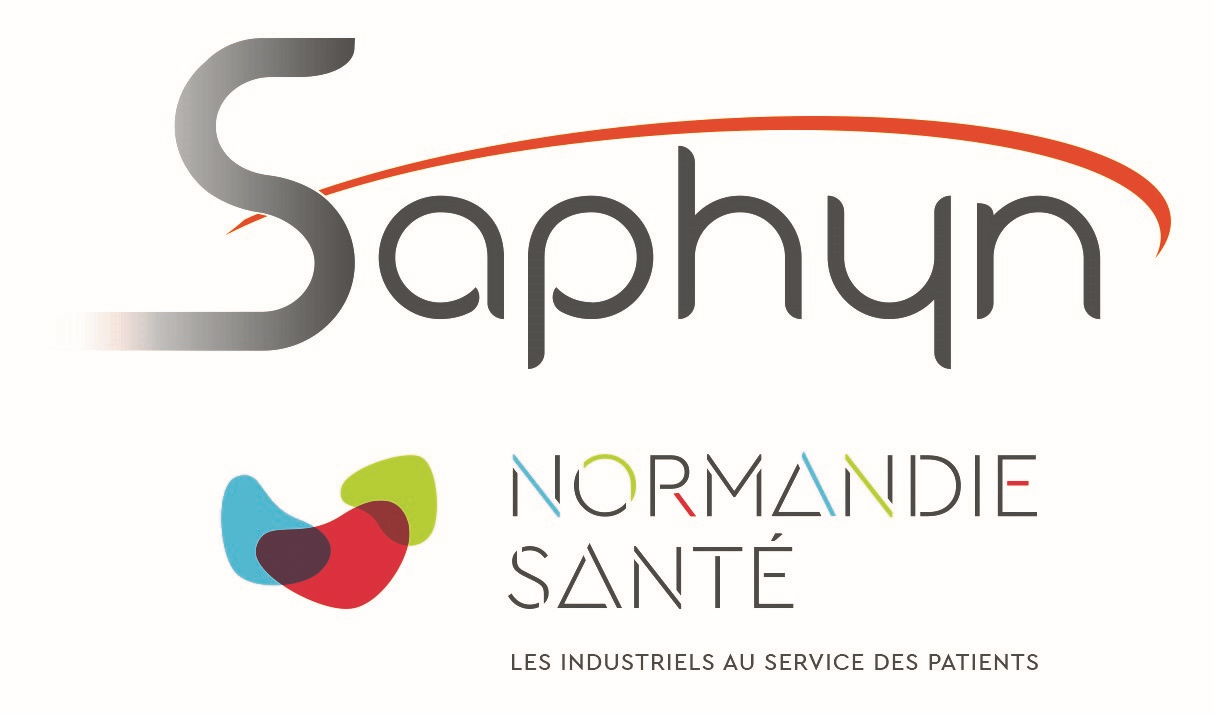 Saphyn
NORMANDIE
SANTÉ
LES INDUSTRIELS AU SERVICE DES PATIENTS